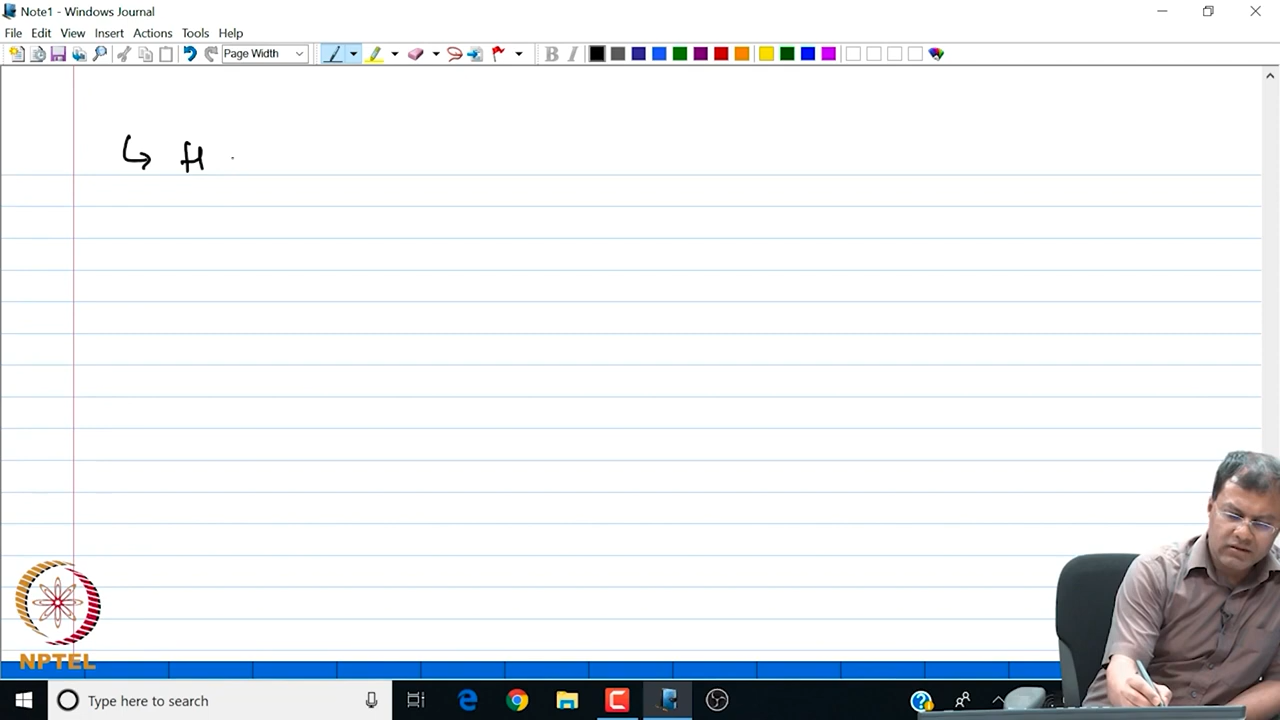 Note1 - Windows Journal
File Edit View Insert Actions Tools Help
Page Width
B I
↳ H
NPTEL
Type here to search